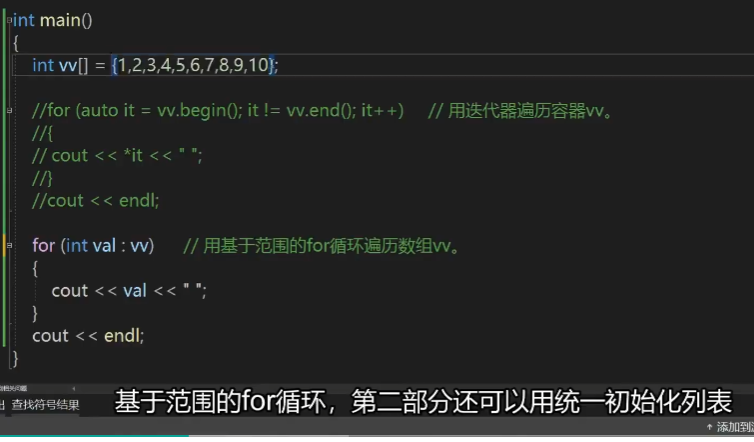 int main()
{
int vv[] = {1,2,3,4,5,6,7,8,9,10};
//for (auto it = vv.begin(); it != vv.end(); it++) // 用迭代器遍历容器vv。
//{
// cout << *it << " ";
//}
//cout << endl;
for (int val : vv) // 用基于范围的for循环遍历数组vv。
{
cout << val << " ";
}
cout << endl;
}
查找符号结果
基于范围的for循环，第二部分还可以用统一初始化列表
↑ 添加到